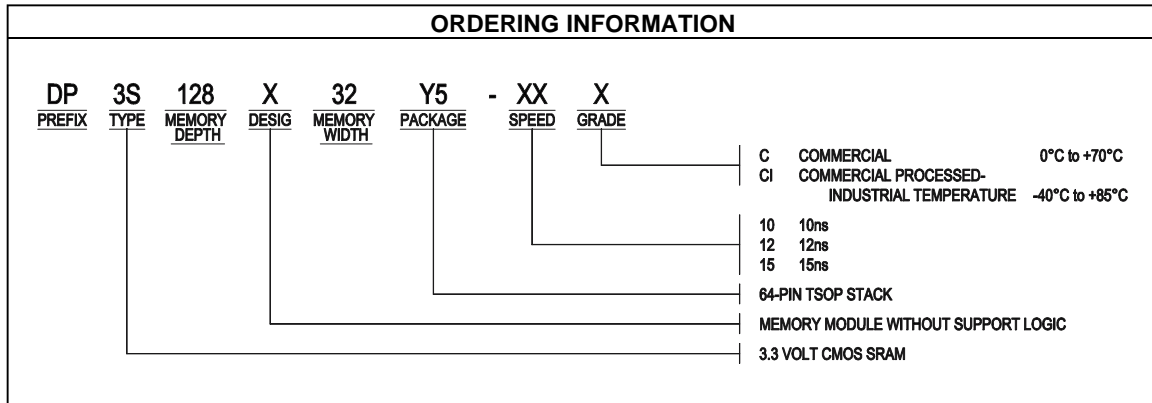 ORDERING INFORMATION
DP 3S 128 X 32 Y5 - XX X
PREFIX TYPE MEMORY DESIG MEMORY PACKAGE SPEED GRADE
DEPTH WIDTH
C COMMERCIAL 0°C to +70°C
CI COMMERCIAL PROCESSED-
INDUSTRIAL TEMPERATURE -40°C to +85°C
10 10ns
12 12ns
15 15ns
64-PIN TSOP STACK
MEMORY MODULE WITHOUT SUPPORT LOGIC
3.3 VOLT CMOS SRAM